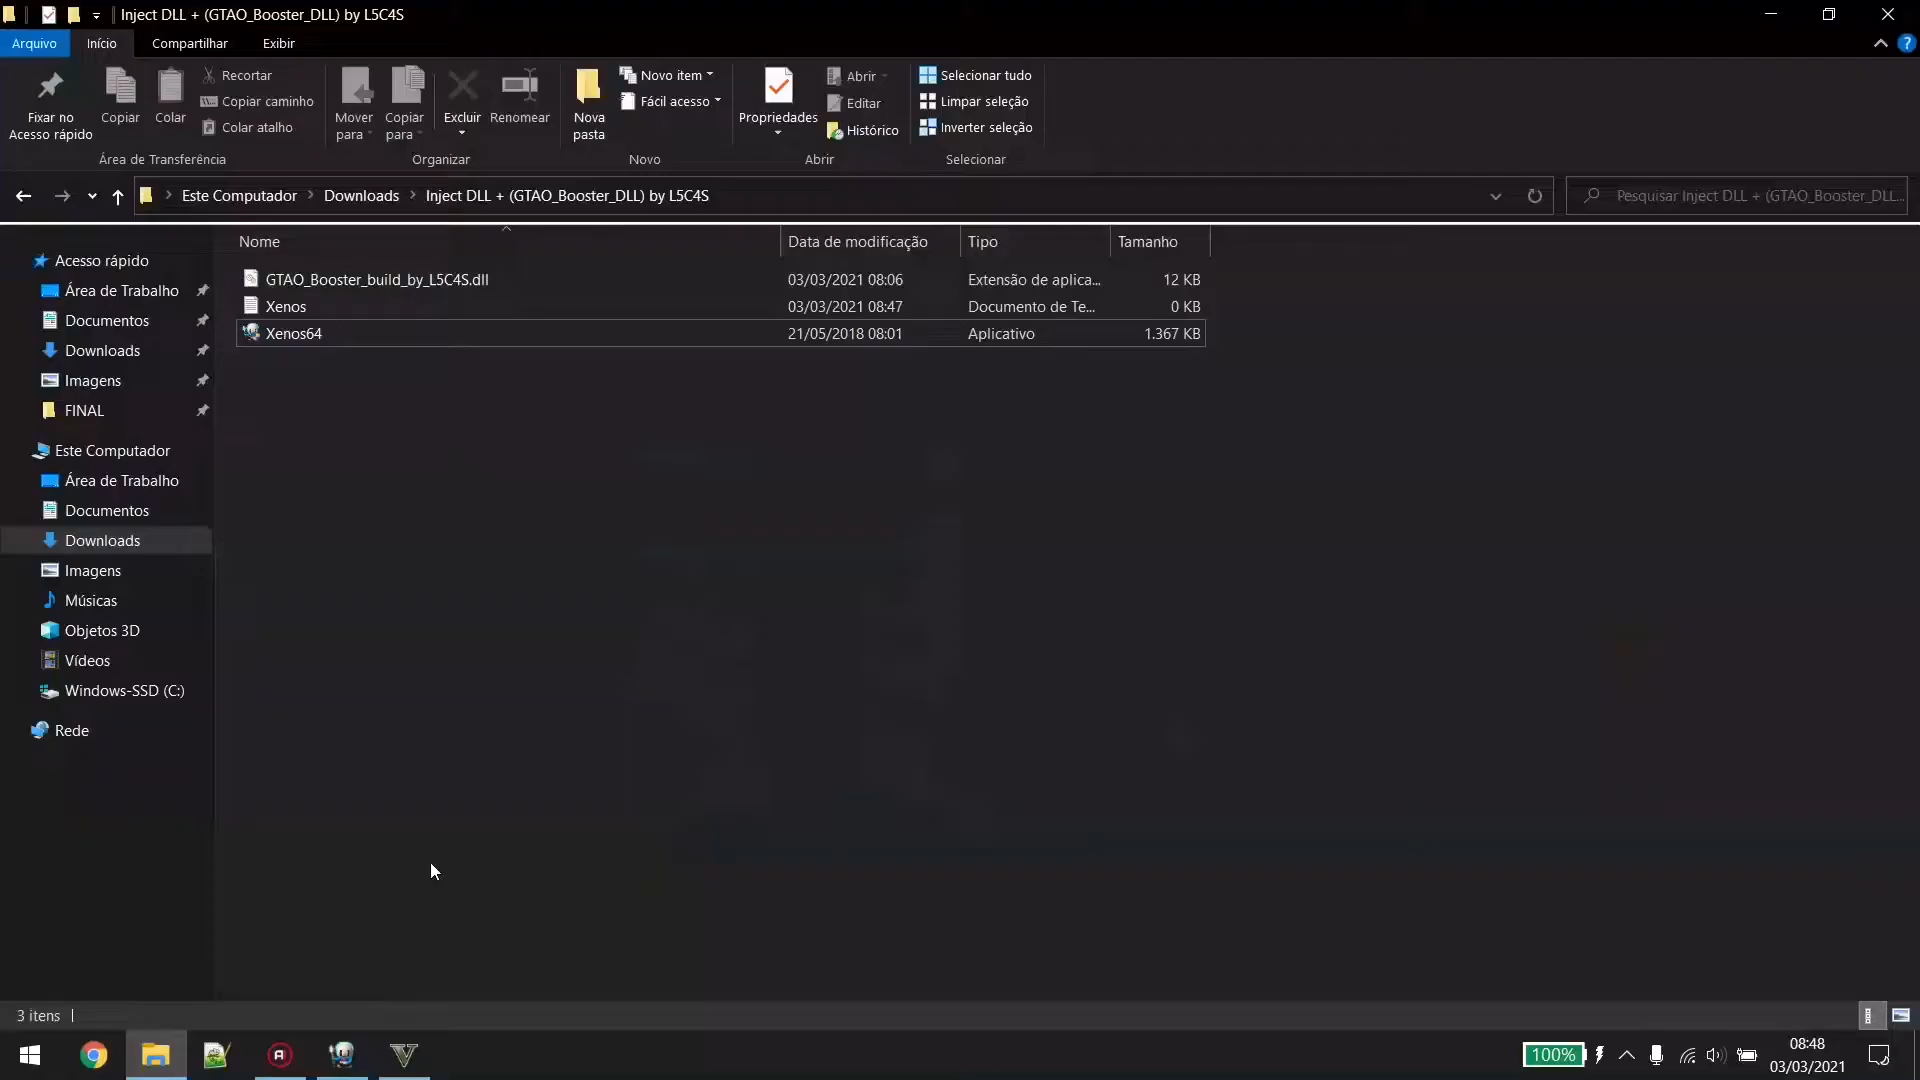 Inject DLL + (GTAO_Booster_DLL) by L5C4S
Arquivo Início Compartilhar Exibir
Fixar no
Acesso rápido
Copiar
Colar
Recortar
Copiar caminho
Colar atalho
Área de Transferência
Mover
para
Copiar
para
Excluir
Renomear
Organizar
Nova
pasta
Novo item
Fácil acesso
Novo
Propriedades
Abrir
Editar
Histórico
Abrir
Selecionar tudo
Limpar seleção
Inverter seleção
Selecionar
Este Computador Downloads Inject DLL + (GTAO_Booster_DLL) by L5C4S
Pesquisar Inject DLL + (GTAO_Booster_DLL...
Nome Data de modificação Tipo Tamanho
GTAO_Booster_build_by_L5C4S.dll 03/03/2021 08:06 Extensão de aplica... 12 KB
Xenos 03/03/2021 08:47 Documento de Te... 0 KB
Xenos64 21/05/2018 08:01 Aplicativo 1.367 KB
Acesso rápido
Área de Trabalho
Documentos
Downloads
Imagens
FINAL
Este Computador
Área de Trabalho
Documentos
Downloads
Imagens
Músicas
Objetos 3D
Vídeos
Windows-SSD (C:)
Rede
3 itens
100%
08:48
03/03/2021